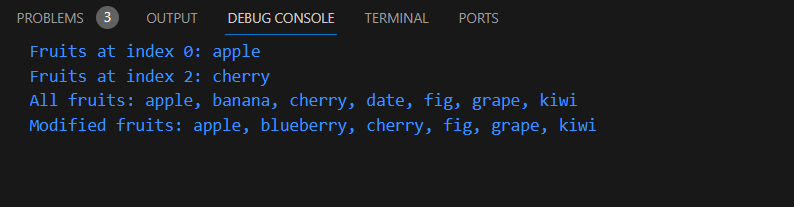 PROBLEMS 3 OUTPUT DEBUG CONSOLE TERMINAL PORTS
Fruits at index 0: apple
Fruits at index 2: cherry
All fruits: apple, banana, cherry, date, fig, grape, kiwi
Modified fruits: apple, blueberry, cherry, fig, grape, kiwi